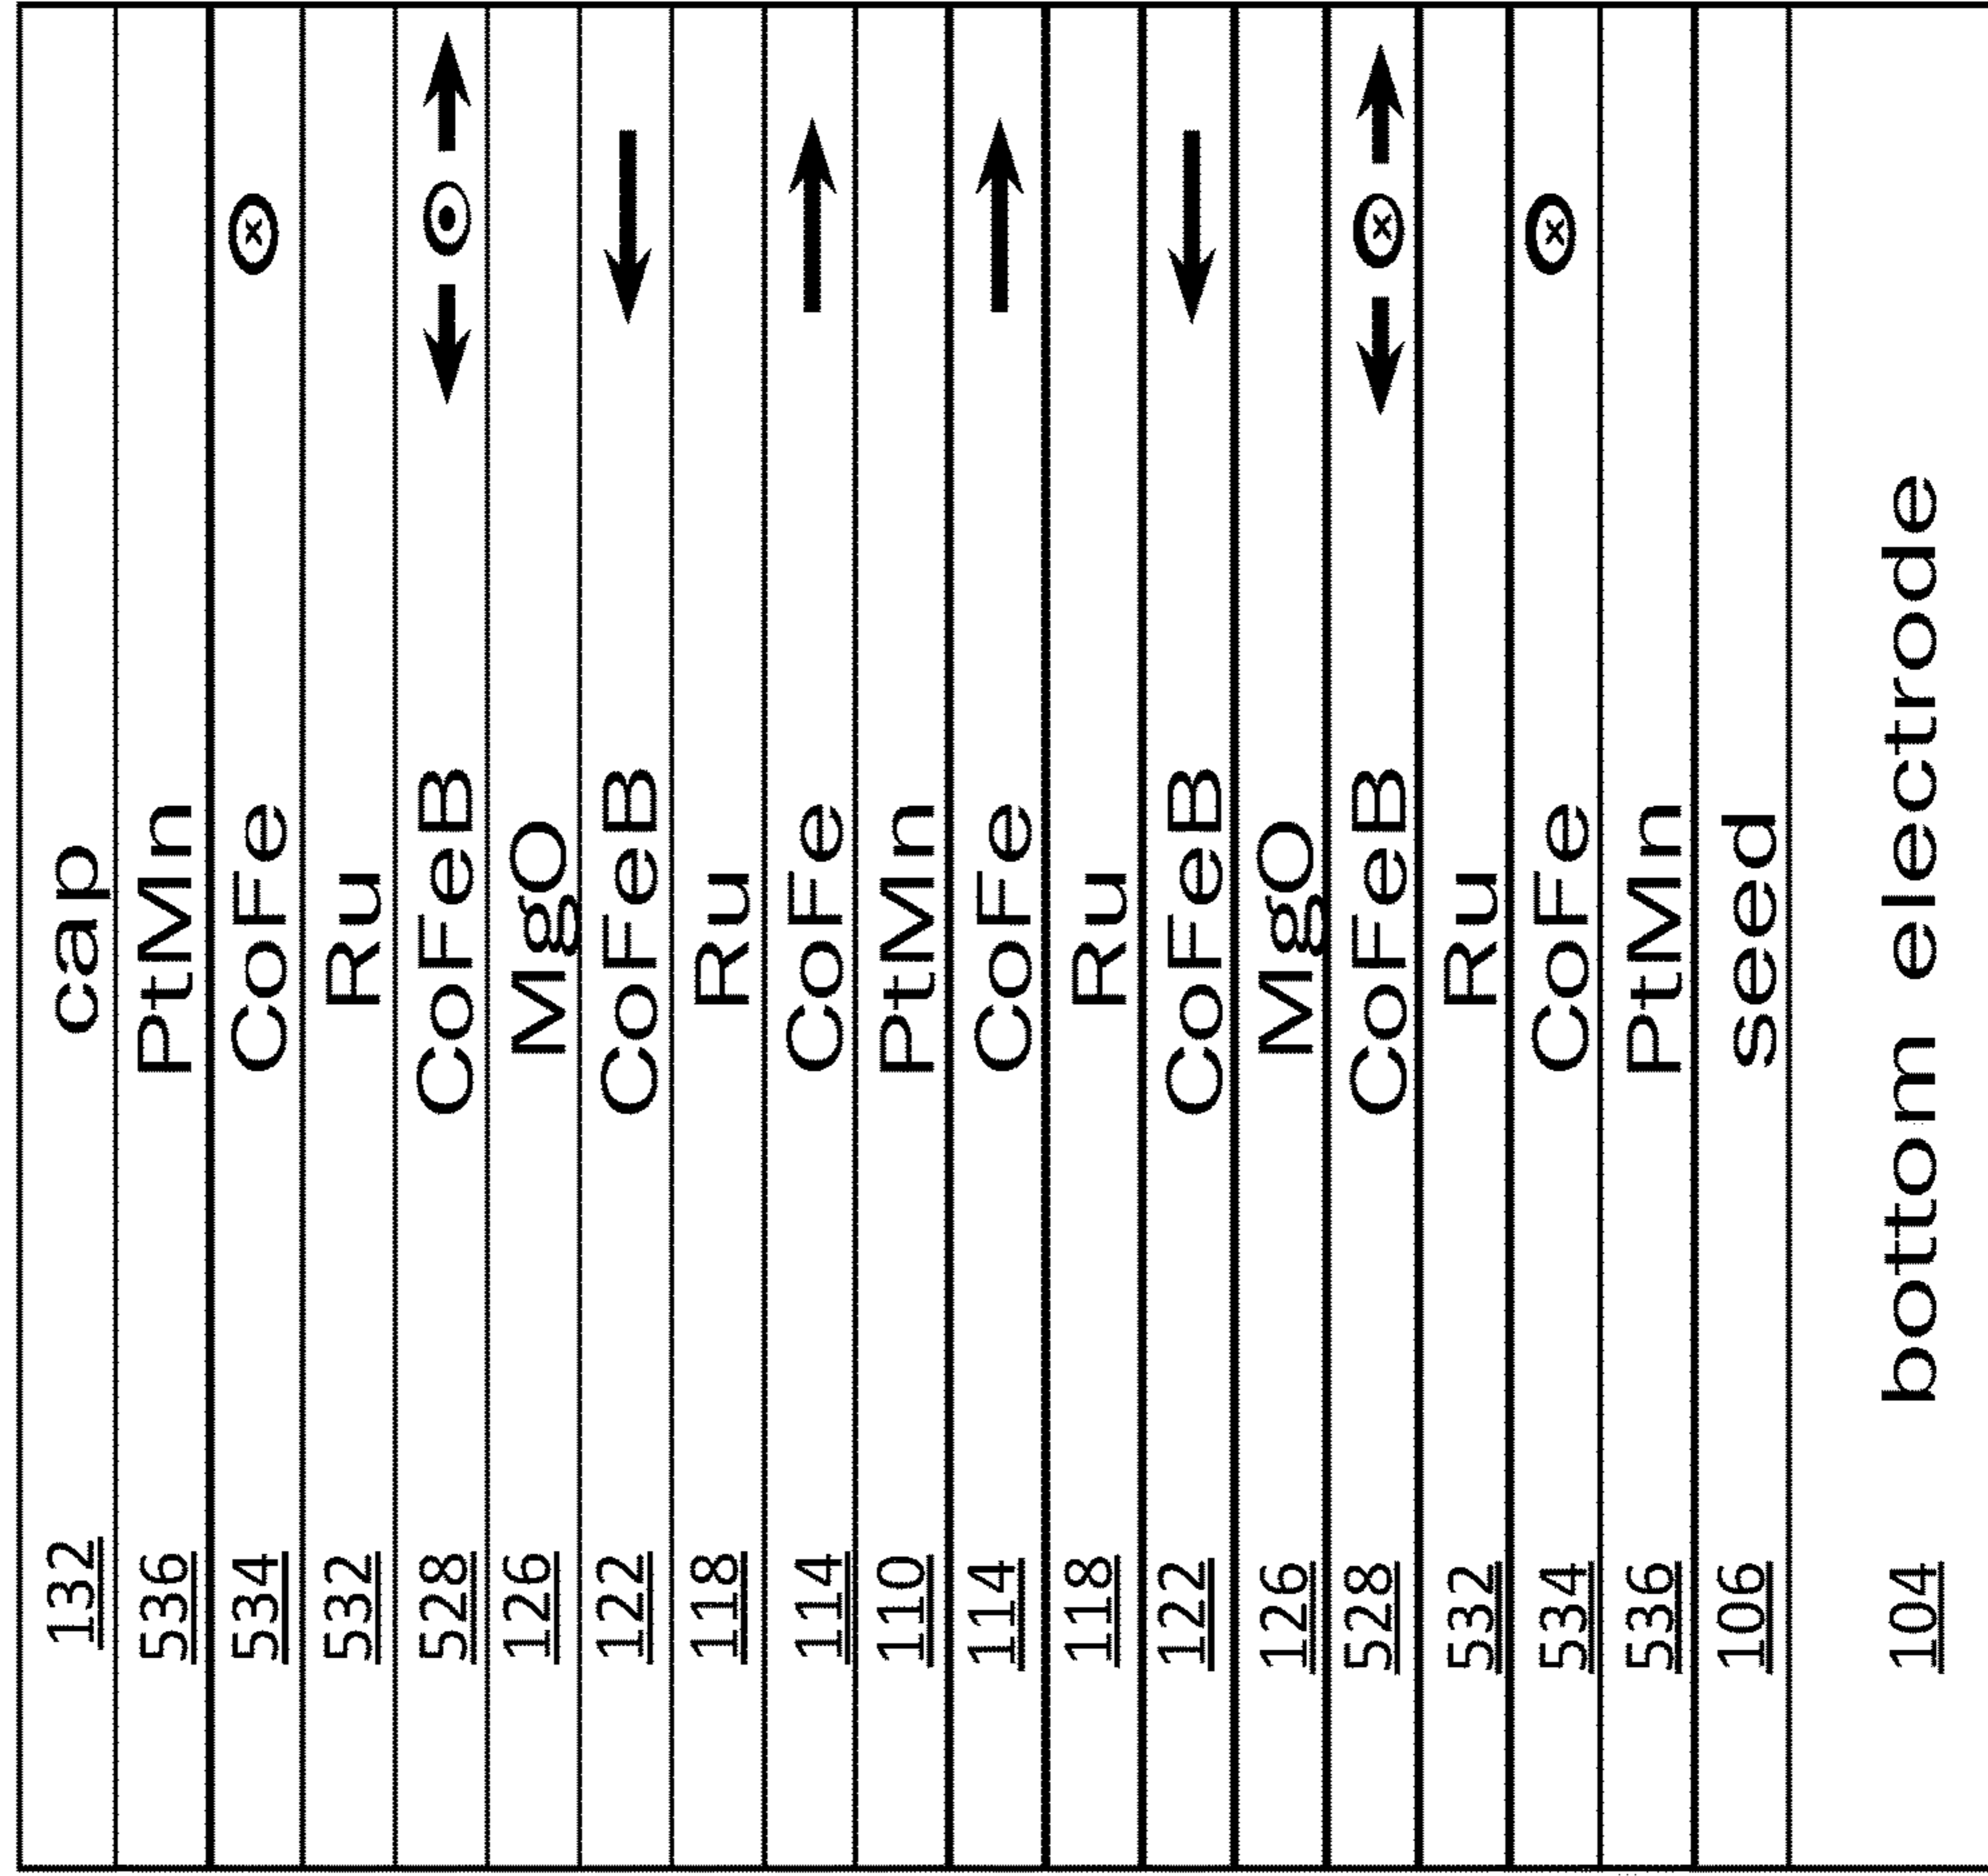 132 cap
536 PtMn
534 CoFe
532 Ru
528 CoFeB
126 MgO
122 CoFeB
118 Ru
114 CoFe
110 PtMn
114 CoFe
118 Ru
122 CoFeB
126 MgO
528 CoFeB
532 Ru
534 CoFe
536 PtMn
106 seed
104 bottom electrode